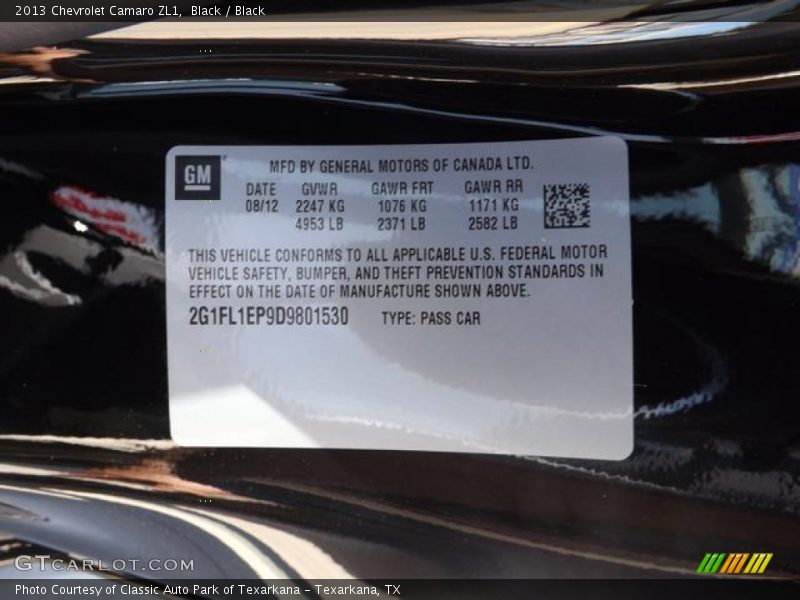 2013 Chevrolet Camaro ZL1, Black / Black
GM
MFD BY GENERAL MOTORS OF CANADA LTD.
DATE GVWR GAWR FRT GAWR RR
08/12 2247 KG 1076 KG 1171 KG
4953 LB 2371 LB 2582 LB
THIS VEHICLE CONFORMS TO ALL APPLICABLE U.S. FEDERAL MOTOR
VEHICLE SAFETY, BUMPER, AND THEFT PREVENTION STANDARDS IN
EFFECT ON THE DATE OF MANUFACTURE SHOWN ABOVE.
2G1FL1EP9D9801530 TYPE: PASS CAR
GTCARLOT.COM
Photo Courtesy of Classic Auto Park of Texarkana - Texarkana, TX